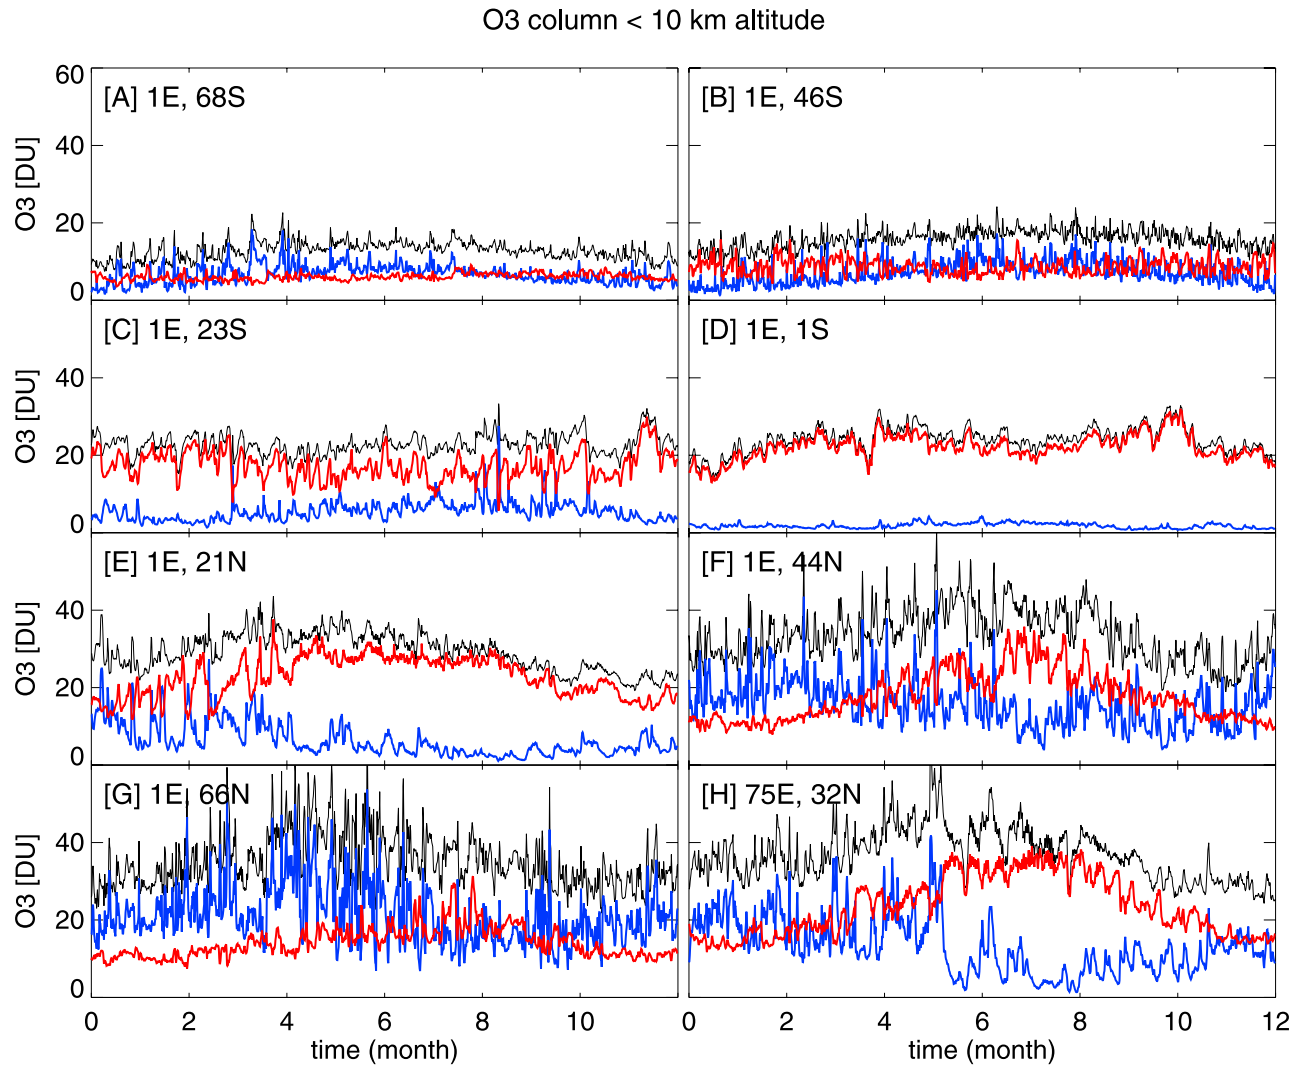 O3 column < 10 km altitude
60
40
20
0
O3 [DU]
[A] 1E, 68S
[B] 1E, 46S
40
20
0
O3 [DU]
[C] 1E, 23S
[D] 1E, 1S
40
20
0
O3 [DU]
[E] 1E, 21N
[F] 1E, 44N
40
20
0
O3 [DU]
[G] 1E, 66N
[H] 75E, 32N
0 2 4 6 8 10
0 2 4 6 8 10 12
time (month)
time (month)